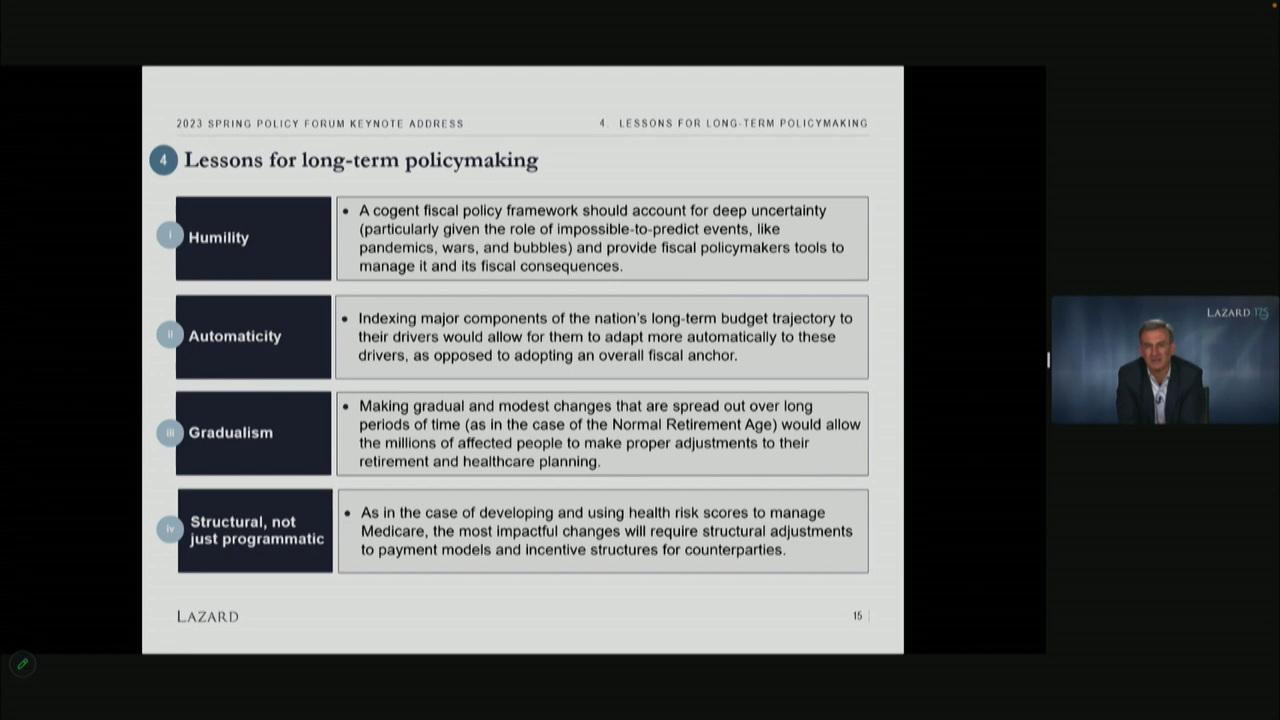 2023 SPRING POLICY FORUM KEYNOTE ADDRESS
4. LESSONS FOR LONG-TERM POLICYMAKING
4 Lessons for long-term policymaking
i Humility
• A cogent fiscal policy framework should account for deep uncertainty
(particularly given the role of impossible-to-predict events, like
pandemics, wars, and bubbles) and provide fiscal policymakers tools to
manage it and its fiscal consequences.
ii Automaticity
• Indexing major components of the nation's long-term budget trajectory to
their drivers would allow for them to adapt more automatically to these
drivers, as opposed to adopting an overall fiscal anchor.
iii Gradualism
• Making gradual and modest changes that are spread out over long
periods of time (as in the case of the Normal Retirement Age) would allow
the millions of affected people to make proper adjustments to their
retirement and healthcare planning.
iv Structural, not
just programmatic
• As in the case of developing and using health risk scores to manage
Medicare, the most impactful changes will require structural adjustments
to payment models and incentive structures for counterparties.
LAZARD
15
LAZARD 175